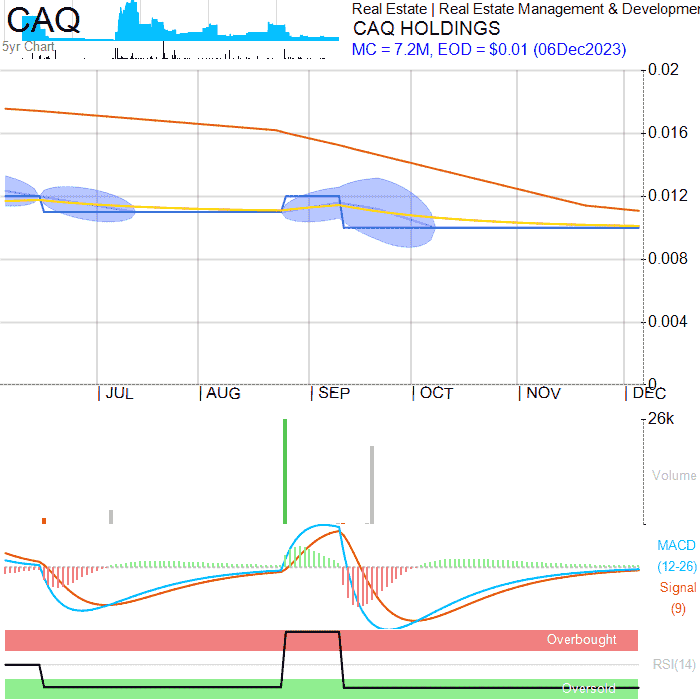 CAQ
5yr Chart
Real Estate | Real Estate Management & Developmer
CAQ HOLDINGS
MC = 7.2M, EOD = $0.01 (06Dec2023)
0.02
0.016
0.012
0.008
0.004
0
JUL AUG SEP OCT NOV DEC
26k
Volume
MACD
(12-26)
Signal
(9)
Overbought
RSI(14)
Oversold